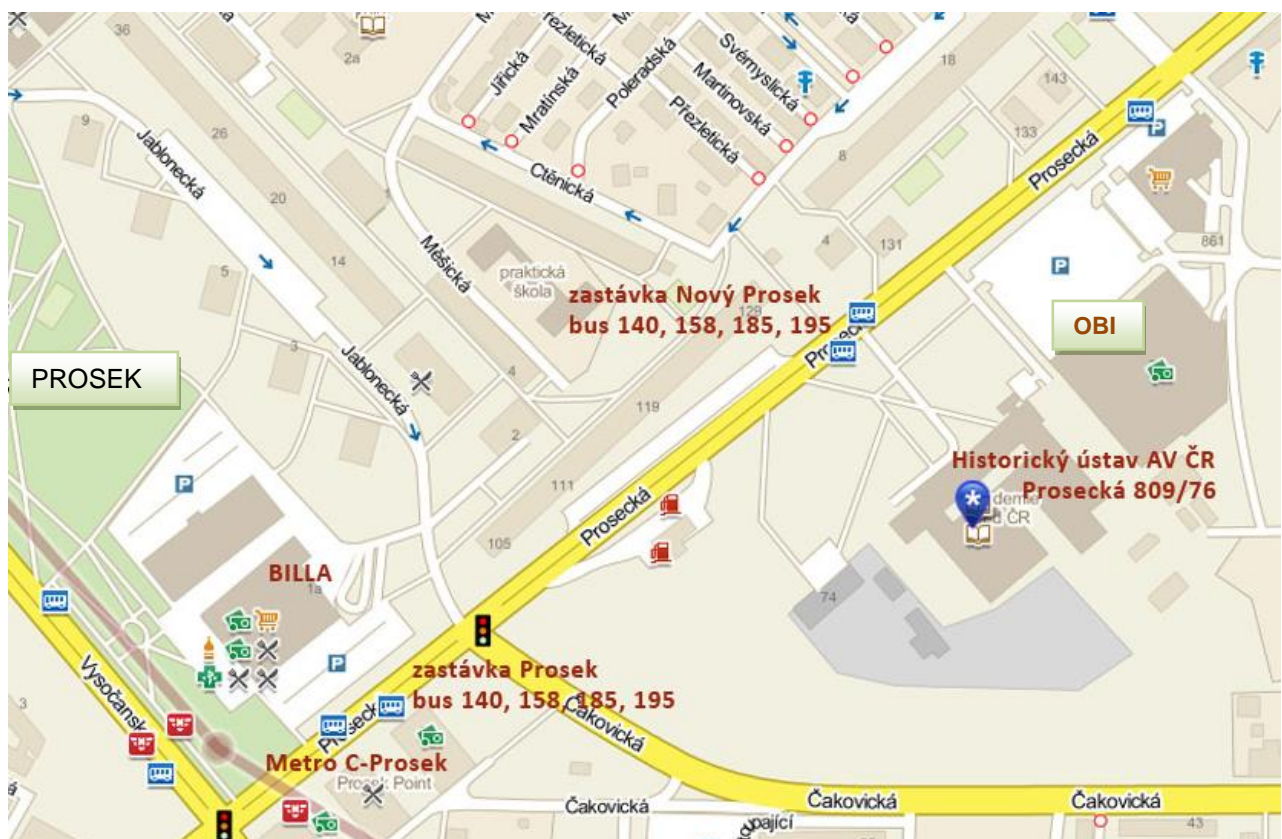 36
2a
Přezletická
Poleradská
Svémyslická
Martinovská
Jiřická
Mratínská
Přezletická
Ctěnická
18
143
133
8
Prosecká
9
Jablonecká
26
20
14
5
1
Měšická
praktická
škola
4
131
861
zastávka Nový Prosek
bus 140, 158, 185, 195
129
OBI
PROSEK
3
Jablonecká
4
2
119
111
105
Prosecká
Historický ústav AV ČR
Prosecká 809/76
ČR
74
BILLA
1a
zastávka Prosek
bus 140, 158, 185, 195
3
Metro C-Prosek
Prosek Point
Čakovická
Čakovická
Čakovická
Čakovická
43